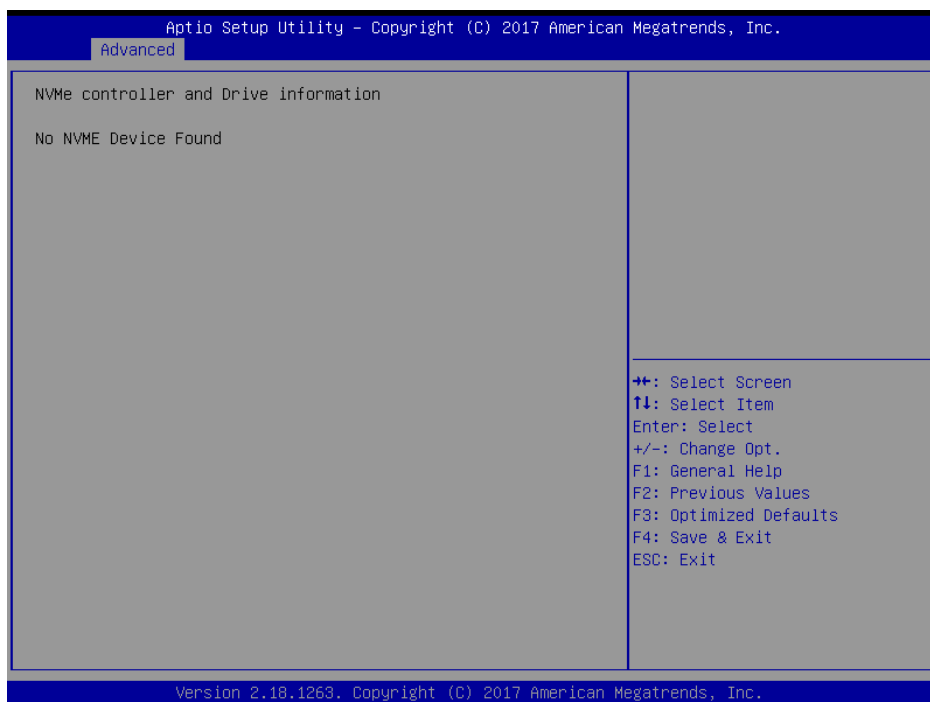 Aptio Setup Utility – Copyright (C) 2017 American Megatrends, Inc.
Advanced
NVMe controller and Drive information
No NVME Device Found
→←: Select Screen
↑↓: Select Item
Enter: Select
+/-: Change Opt.
F1: General Help
F2: Previous Values
F3: Optimized Defaults
F4: Save & Exit
ESC: Exit
Version 2.18.1263. Copyright (C) 2017 American Megatrends, Inc.